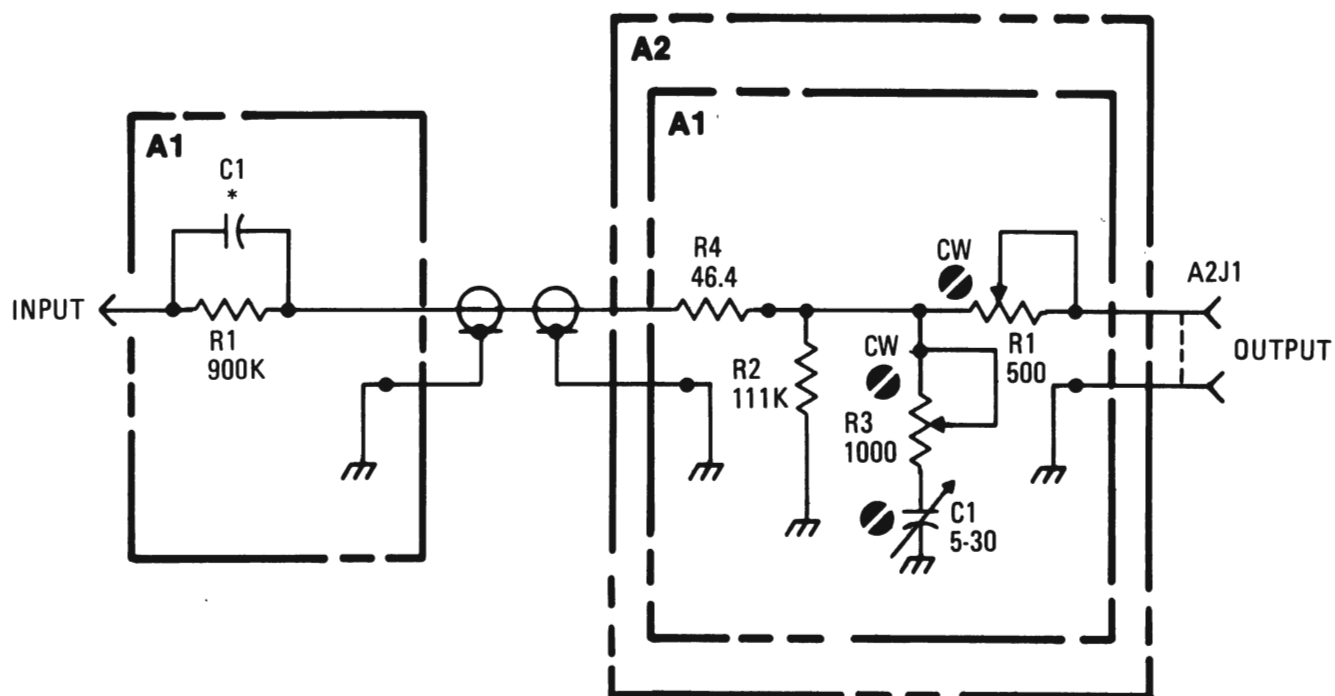 A2
A1
A1
C1
*
INPUT
R1
900K
R4
46.4
CW
A2J1
R2
111K
CW
R3
1000
R1
500
OUTPUT
C1
5-30